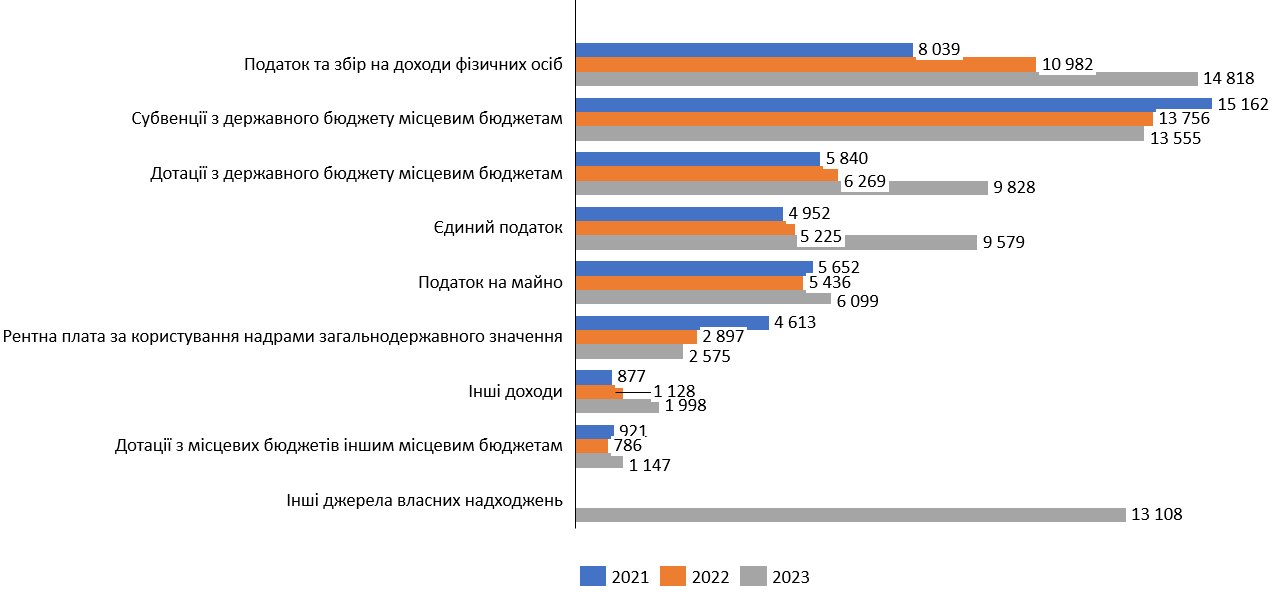 Податок та збір на доходи фізичних осіб
8 039
10 982
14 818
Субвенції з державного бюджету місцевим бюджетам
15 162
13 756
13 555
Дотації з державного бюджету місцевим бюджетам
5 840
6 269
9 828
Єдиний податок
4 952
5 225
9 579
Податок на майно
5 652
5 436
6 099
Рентна плата за користування надрами загальнодержавного значення
4 613
2 897
2 575
Інші доходи
877
1 128
1 998
Дотації з місцевих бюджетів іншим місцевим бюджетам
921
786
1 147
Інші джерела власних надходжень
13 108
2021 2022 2023